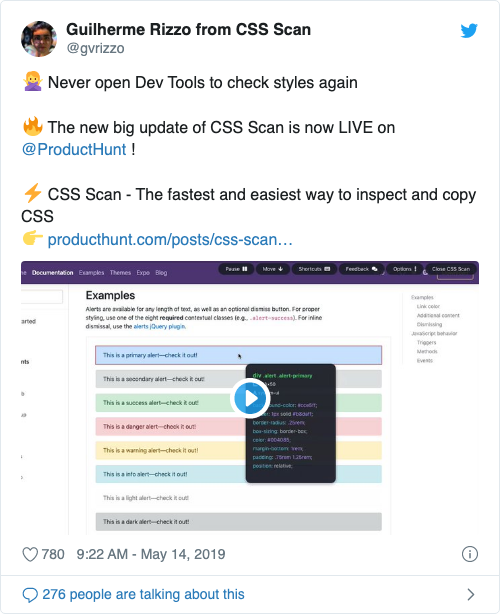 Guilherme Rizzo from CSS Scan
@gvrizzo
🙅‍♀️ Never open Dev Tools to check styles again
🔥 The new big update of CSS Scan is now LIVE on
@ProductHunt !
⚡ CSS Scan - The fastest and easiest way to inspect and copy
CSS
👉 producthunt.com/posts/css-scan…
Documentation Examples Themes Expo Blog
Pause Move Shortcuts Feedback Options Close CSS Scan
Examples
Alerts are available for any length of text, as well as an optional dismiss button. For proper
styling, use one of the eight required contextual classes (e.g., .alert-success). For inline
dismissal, use the alerts jQuery plugin.
Examples
Link color
Additional content
Dismissing
JavaScript behavior
Triggers
Methods
Events
This is a primary alert—check it out!
This is a secondary alert—check it out!
This is a success alert—check it out!
This is a danger alert—check it out!
This is a warning alert—check it out!
This is a info alert—check it out!
This is a light alert—check it out!
This is a dark alert—check it out!
div.alert.alert-primary
border-radius: .25rem;
box-sizing: border-box;
color: #004085;
margin-bottom: 1rem;
padding: .75rem 1.25rem;
position: relative;
780 9:22 AM - May 14, 2019
276 people are talking about this